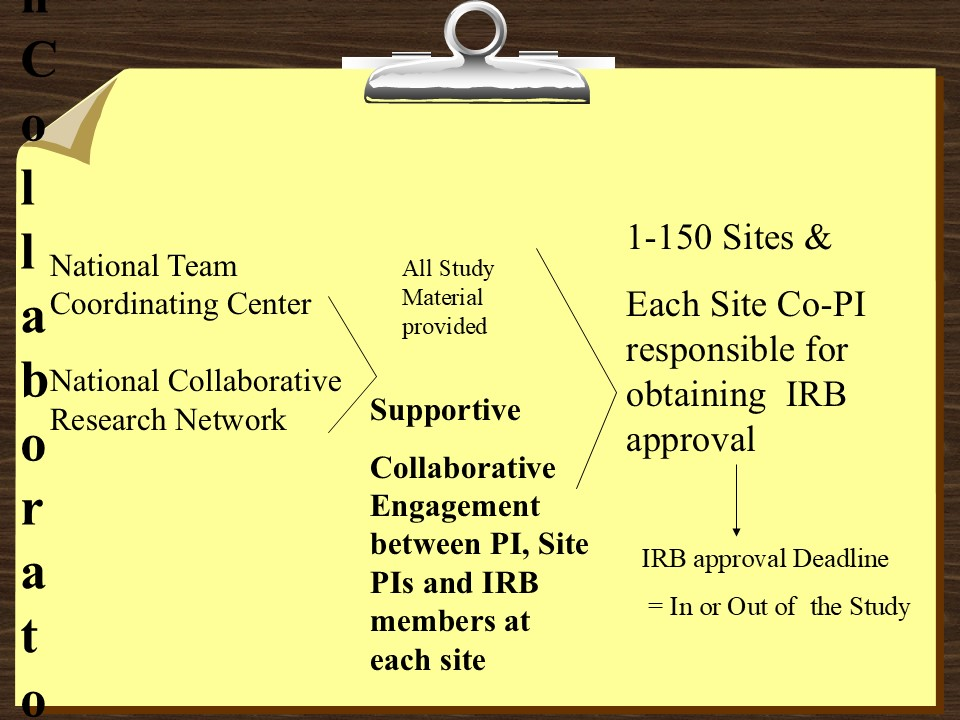 n
C
o
l
l
a
b
o
r
a
t
o
National Team
Coordinating Center
National Collaborative
Research Network
All Study
Material
provided
Supportive
Collaborative
Engagement
between PI, Site
PIs and IRB
members at
each site
1-150 Sites &
Each Site Co-PI
responsible for
obtaining IRB
approval
IRB approval Deadline
= In or Out of the Study